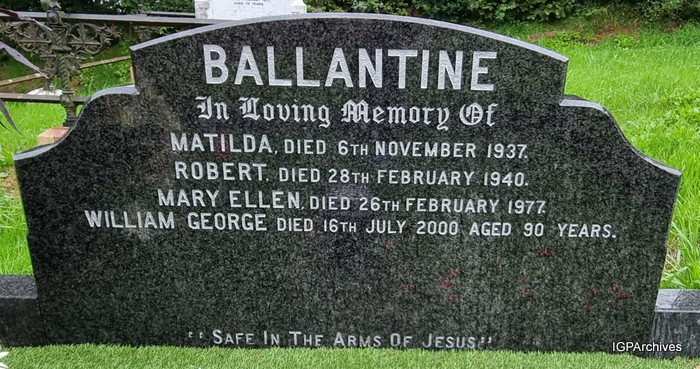 BALLANTINE
In Loving Memory Of
MATILDA, DIED 6TH NOVEMBER 1937.
ROBERT, DIED 28TH FEBRUARY 1940.
MARY ELLEN, DIED 26TH FEBRUARY 1977.
WILLIAM GEORGE DIED 16TH JULY 2000 AGED 90 YEARS.
"SAFE IN THE ARMS OF JESUS"
IGPArchives